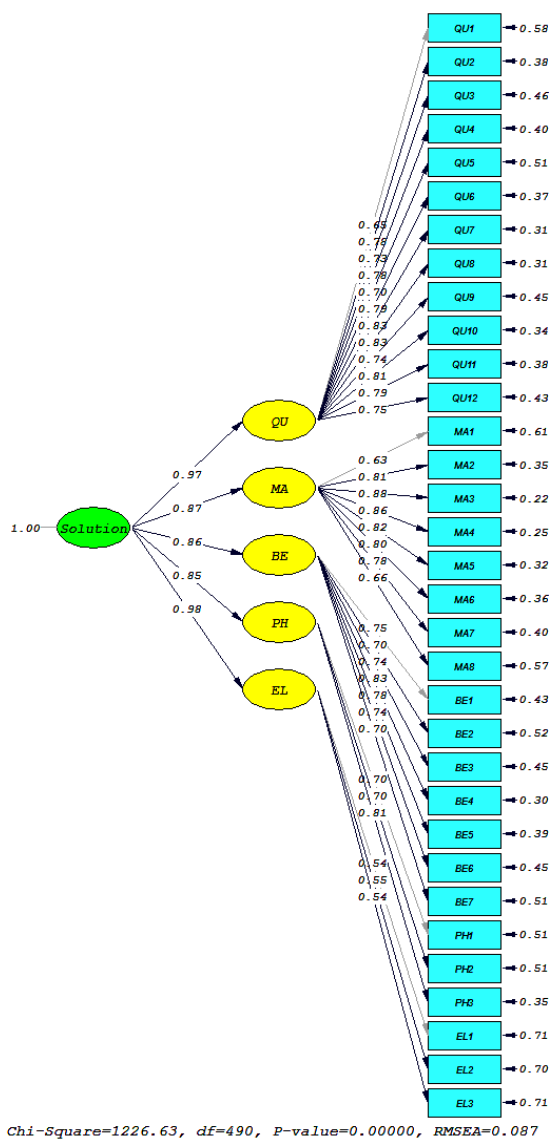 QU1 0.58
QU2 0.38
QU3 0.46
QU4 0.40
QU5 0.51
QU6 0.37
0.65 QU7 0.31
0.78
0.73 QU8 0.31
0.78
0.70 QU9 0.45
0.79
0.83 QU10 0.34
0.83
0.74 QU11 0.38
0.81
0.79 QU12 0.43
0.75
QU
MA1 0.61
0.63
0.97 0.81 MA2 0.35
MA 0.88 MA3 0.22
0.87 0.86
1.00 Solution 0.82 MA4 0.25
0.86 0.80
BE 0.78 MA5 0.32
0.85 0.66
MA6 0.36
0.98
PH 0.75 MA7 0.40
0.70
0.74 MA8 0.57
0.83
EL 0.78 BE1 0.43
0.74
0.70 BE2 0.52
BE3 0.45
0.70
0.70 BE4 0.30
0.81
BE5 0.39
0.54 BE6 0.45
0.55
0.54 BE7 0.51
PH1 0.51
PH2 0.51
PH3 0.35
EL1 0.71
EL2 0.70
EL3 0.71
Chi-Square=1226.63, df=490, P-value=0.00000, RMSEA=0.087